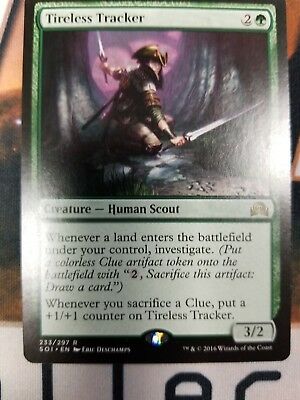 Tireless Tracker 2
Creature — Human Scout
Whenever a land enters the battlefield
under your control, investigate. (Put
a colorless Clue artifact token onto the
battlefield with “2, Sacrifice this artifact:
Draw a card.”)
Whenever you sacrifice a Clue, put a
+1/+1 counter on Tireless Tracker.
3/2
233/297 R
SOI • EN Eric Deschamps
™ & © 2016 Wizards of the Coast